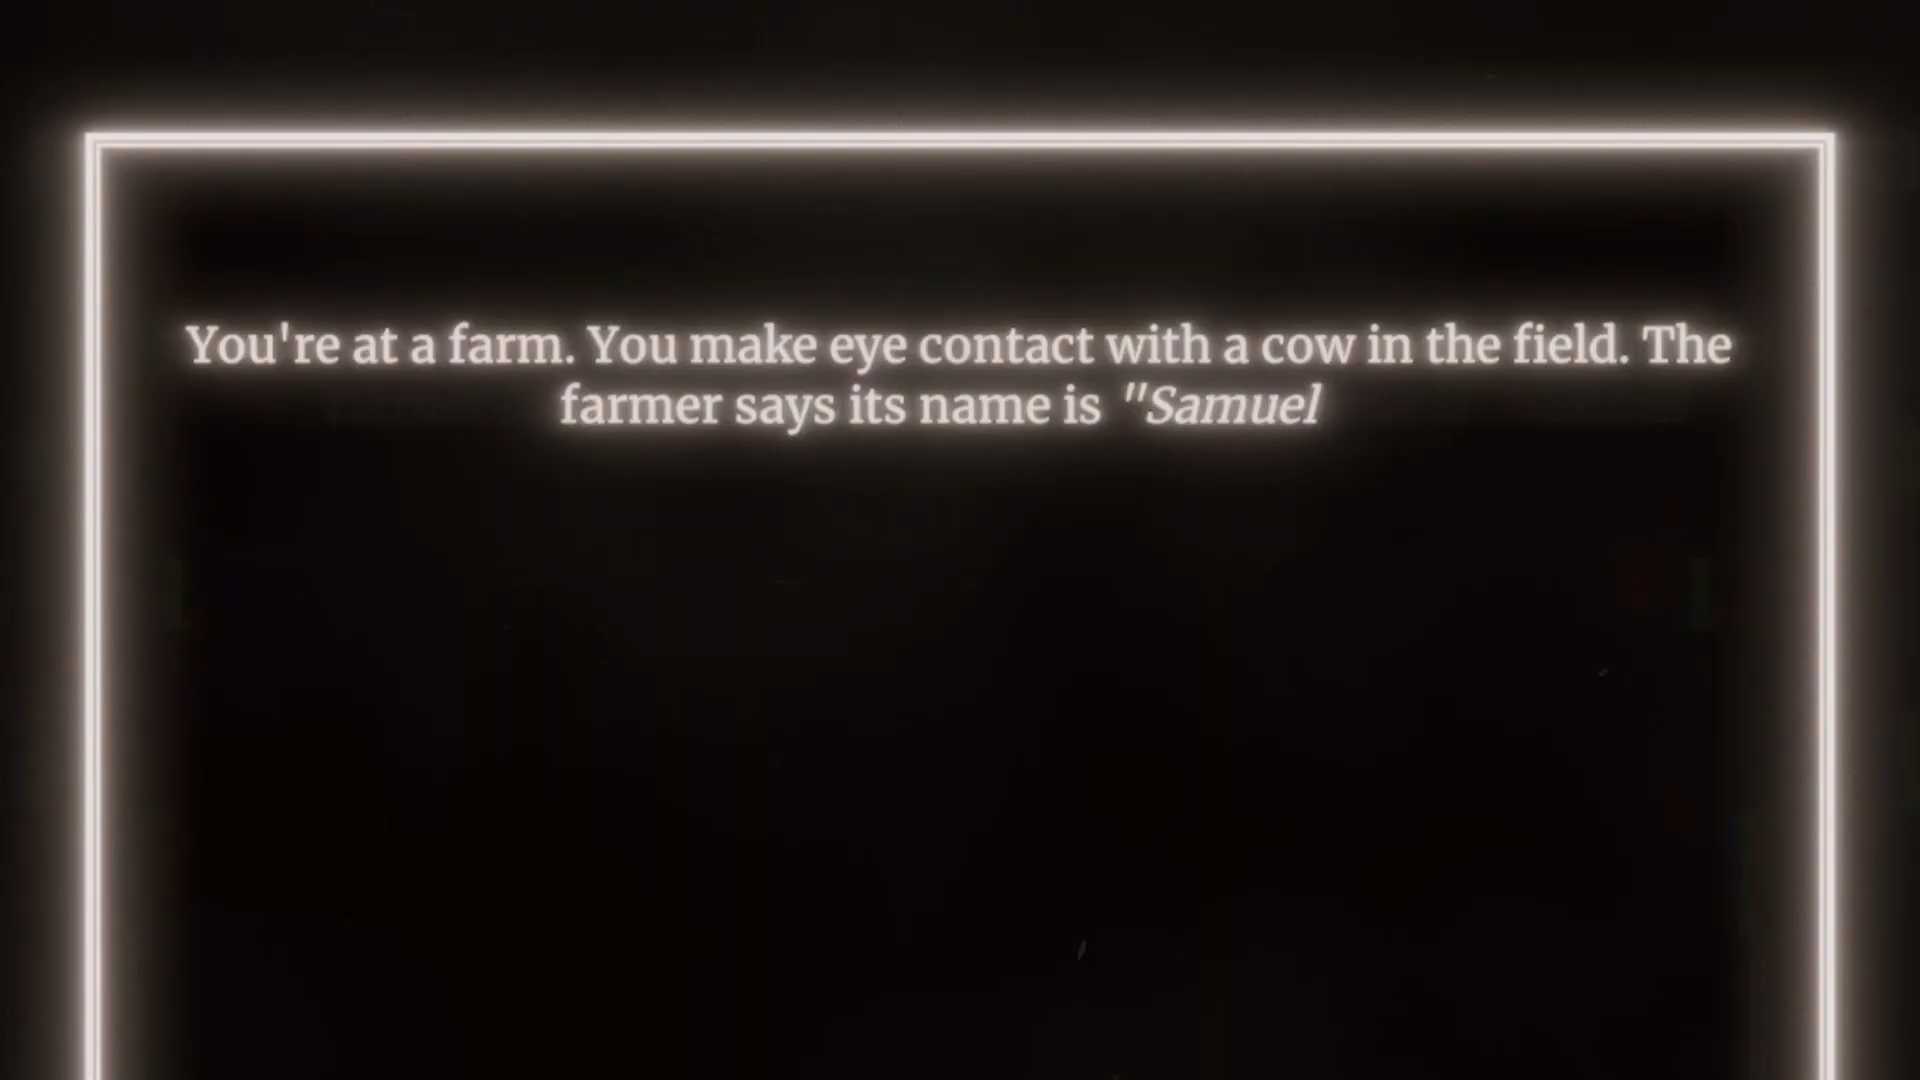 You're at a farm. You make eye contact with a cow in the field. The
farmer says its name is "Samuel